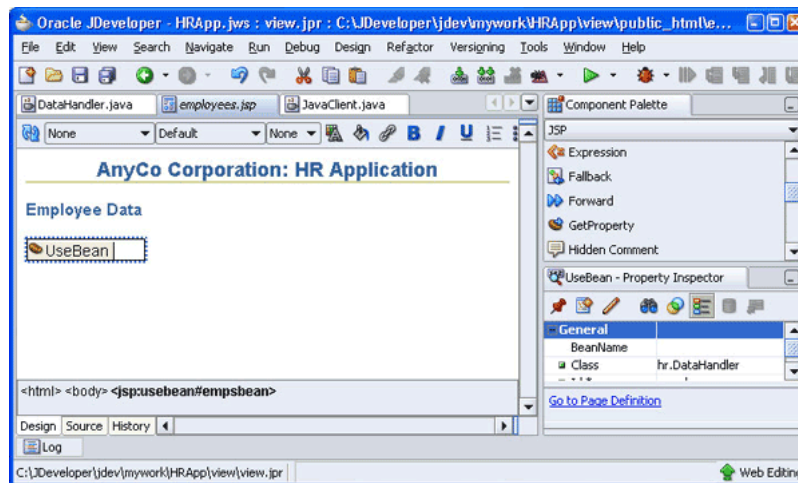 Oracle JDeveloper - HRApp.jws : view.jpr : C:\JDeveloper\jdev\mywork\HRApp\view\public_html\e...
File Edit View Search Navigate Run Debug Design Refactor Versioning Tools Window Help
DataHandler.java employees.jsp JavaClient.java
Component Palette
None Default None B I U
JSP
Expression
Fallback
Forward
GetProperty
Hidden Comment
AnyCo Corporation: HR Application
Employee Data
UseBean
UseBean - Property Inspector
General
BeanName
Class hr.DataHandler
Go to Page Definition
<html> <body> <jsp:usebean#empsbean>
Design Source History
Log
C:\JDeveloper\jdev\mywork\HRApp\view\view.jpr
Web Editing